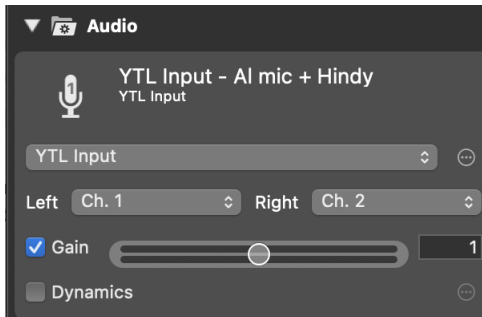 Audio
1
YTL Input - Al mic + Hindy
YTL Input
YTL Input
Left Ch. 1 Right Ch. 2
Gain 1
Dynamics